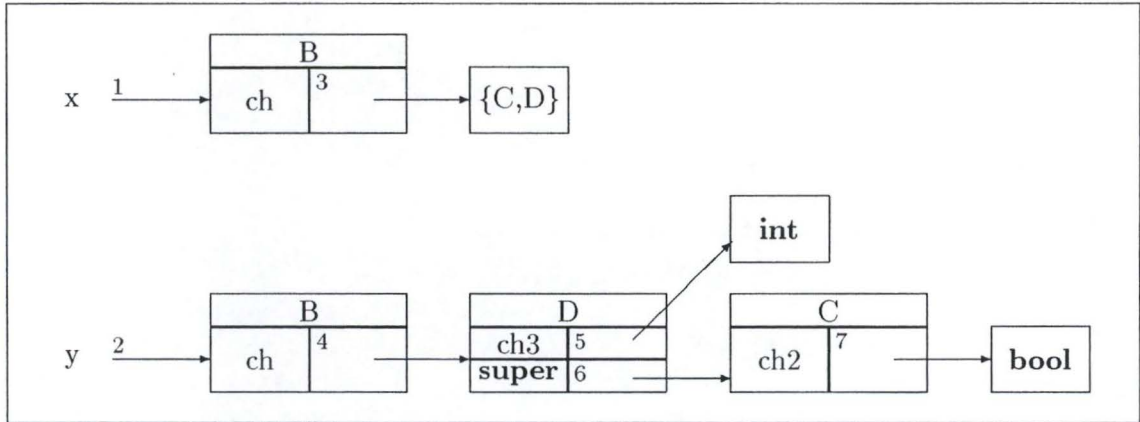 B
x 1 ch 3 {C,D}
int
B D C
y 2 ch 4 ch3 5 super 6 ch2 7 bool